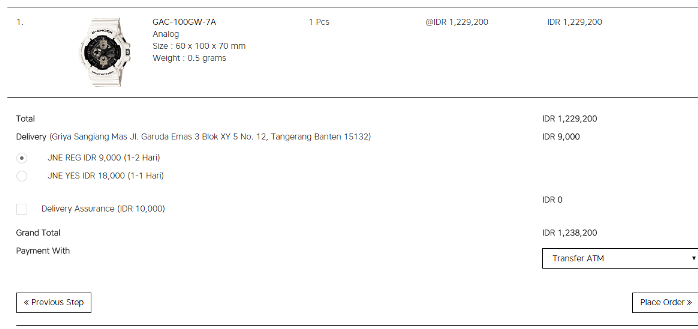 1. GAC-100GW-7A 1 Pcs @IDR 1,229,200 IDR 1,229,200
Analog
Size : 60 x 100 x 70 mm
Weight : 0.5 grams
Total IDR 1,229,200
Delivery (Griya Sangiang Mas Jl. Garuda Emas 3 Blok XY 5 No. 12, Tangerang Banten 15132) IDR 9,000
JNE REG IDR 9,000 (1-2 Hari)
JNE YES IDR 18,000 (1-1 Hari)
IDR 0
Delivery Assurance (IDR 10,000)
Grand Total IDR 1,238,200
Payment With Transfer ATM
« Previous Step Place Order »